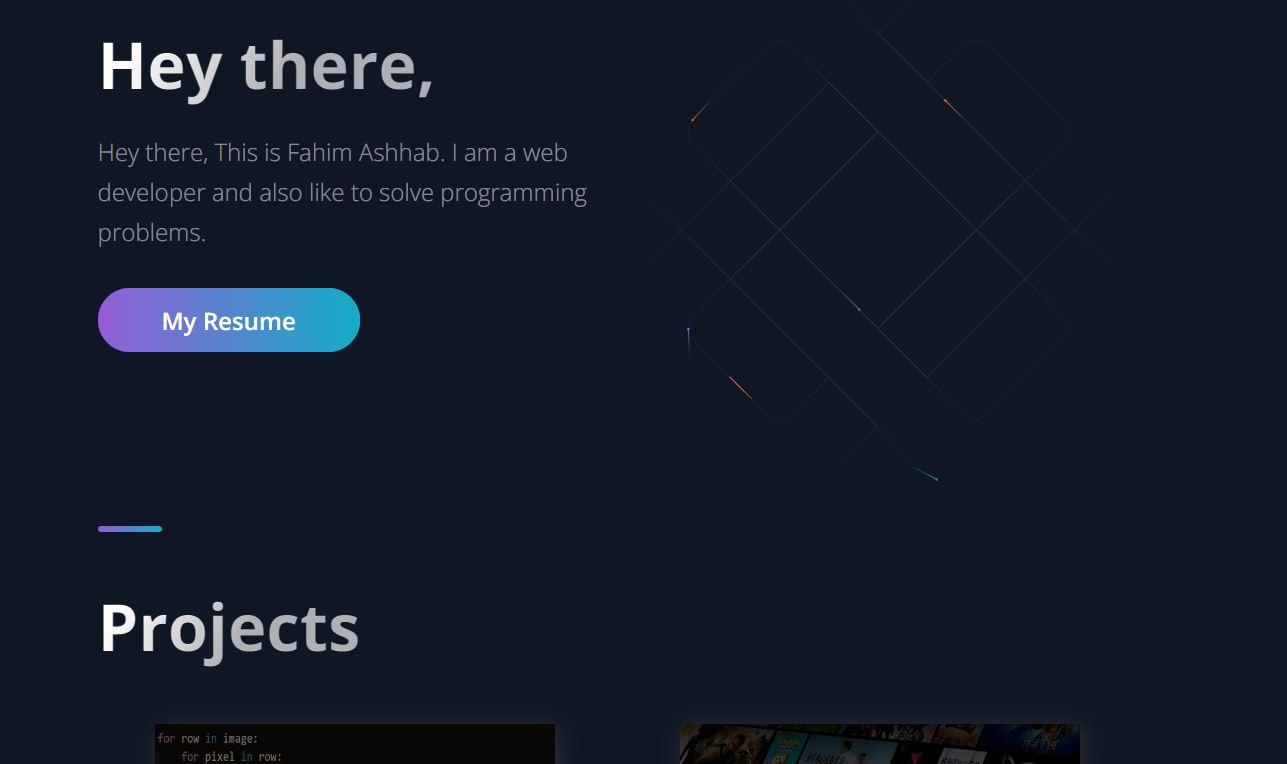 Hey there,
Hey there, This is Fahim Ashhab. I am a web
developer and also like to solve programming
problems.
My Resume
Projects
for row in image:
for pixel in row: